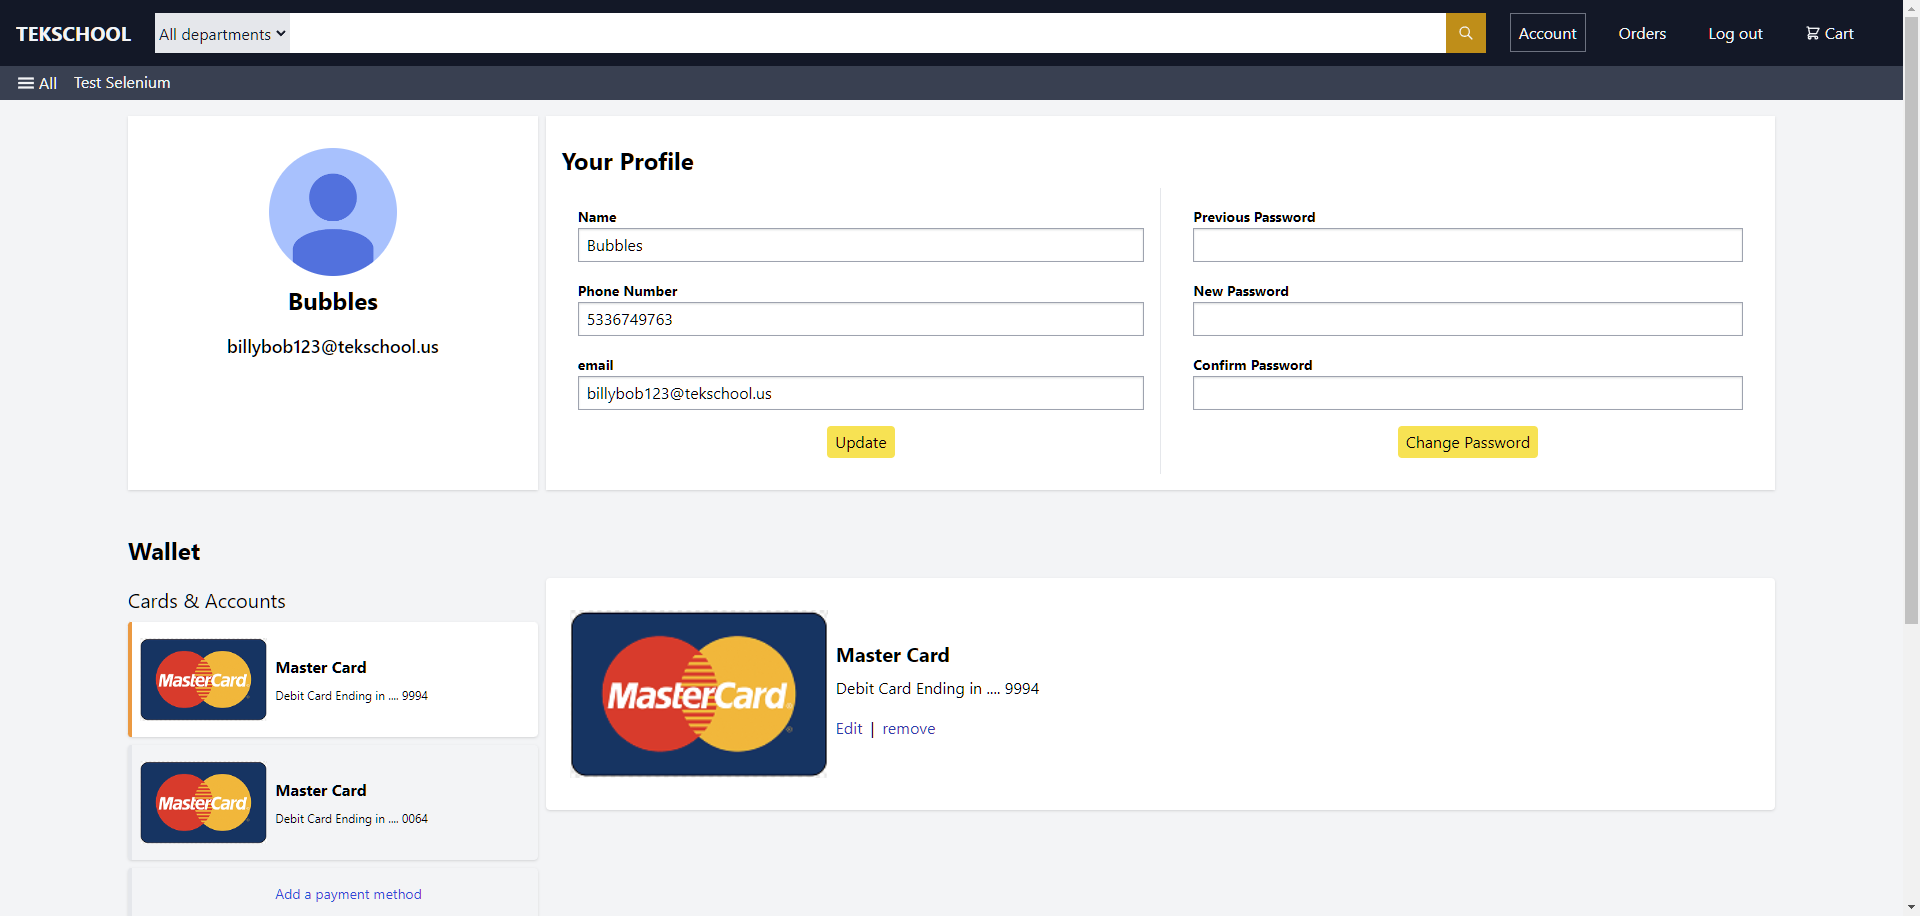 TEKSCHOOL
All departments
Account
Orders
Log out
Cart
All
Test Selenium
Bubbles
billybob123@tekschool.us
Your Profile
Name
Bubbles
Phone Number
5336749763
email
billybob123@tekschool.us
Update
Previous Password
New Password
Confirm Password
Change Password
Wallet
Cards & Accounts
MasterCard
Master Card
Debit Card Ending in .... 9994
MasterCard
Master Card
Debit Card Ending in .... 0064
Add a payment method
MasterCard®
Master Card
Debit Card Ending in .... 9994
Edit | remove